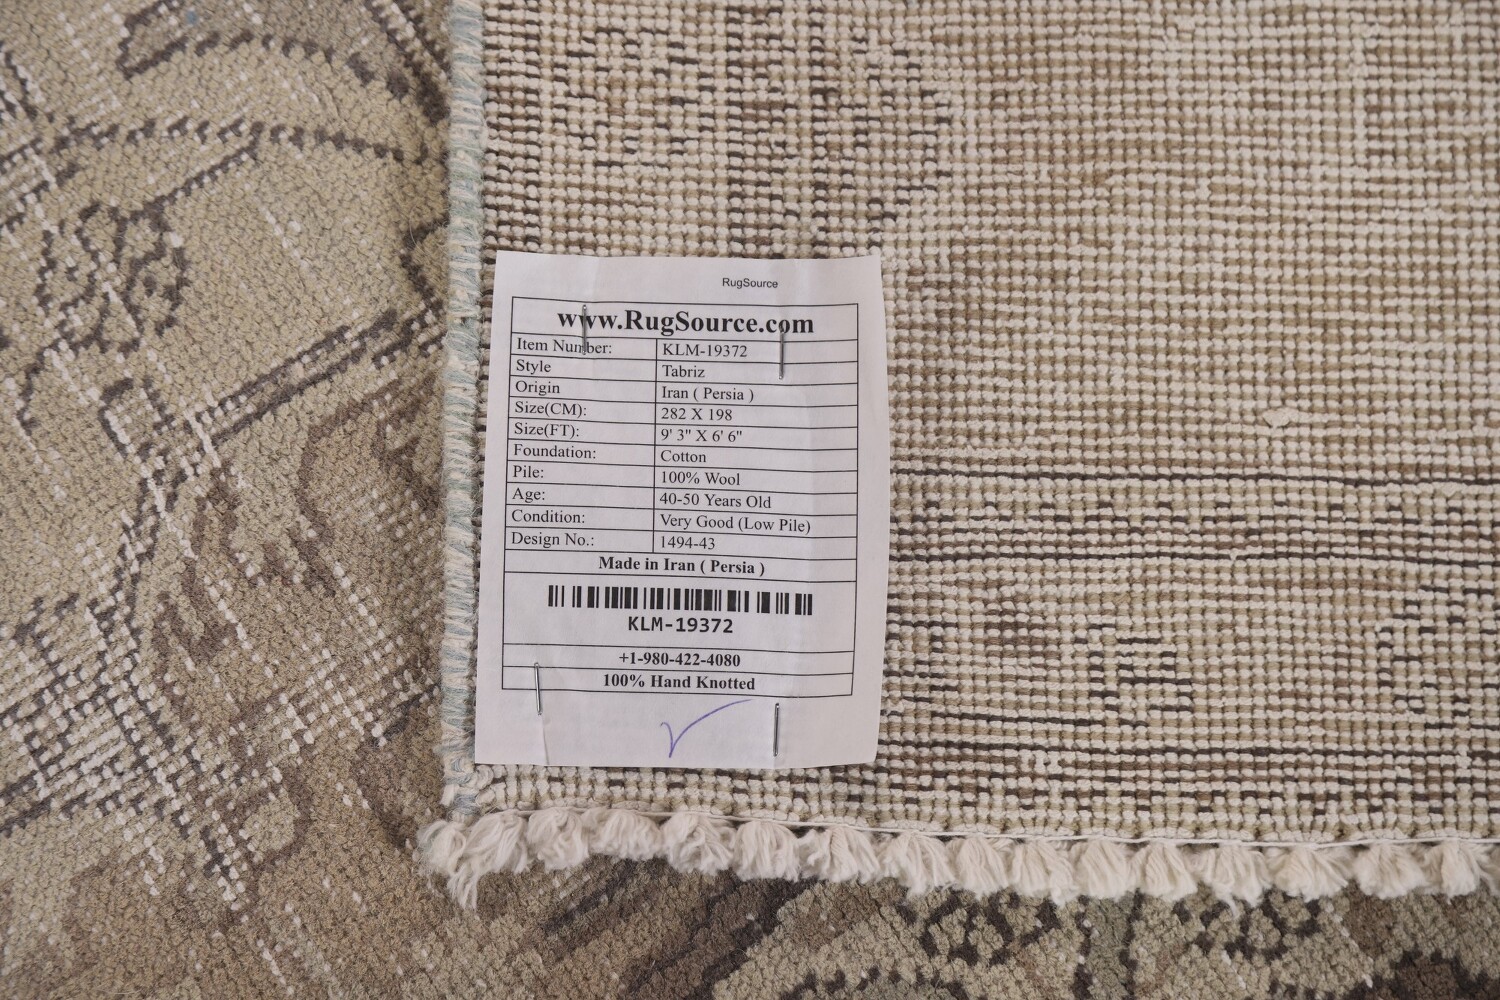 RugSource
www.RugSource.com
Item Number: KLM-19372
Style Tabriz
Origin Iran ( Persia )
Size(CM): 282 X 198
Size(FT): 9' 3" X 6' 6"
Foundation: Cotton
Pile: 100% Wool
Age: 40-50 Years Old
Condition: Very Good (Low Pile)
Design No.: 1494-43
Made in Iran ( Persia )
KLM-19372
+1-980-422-4080
100% Hand Knotted